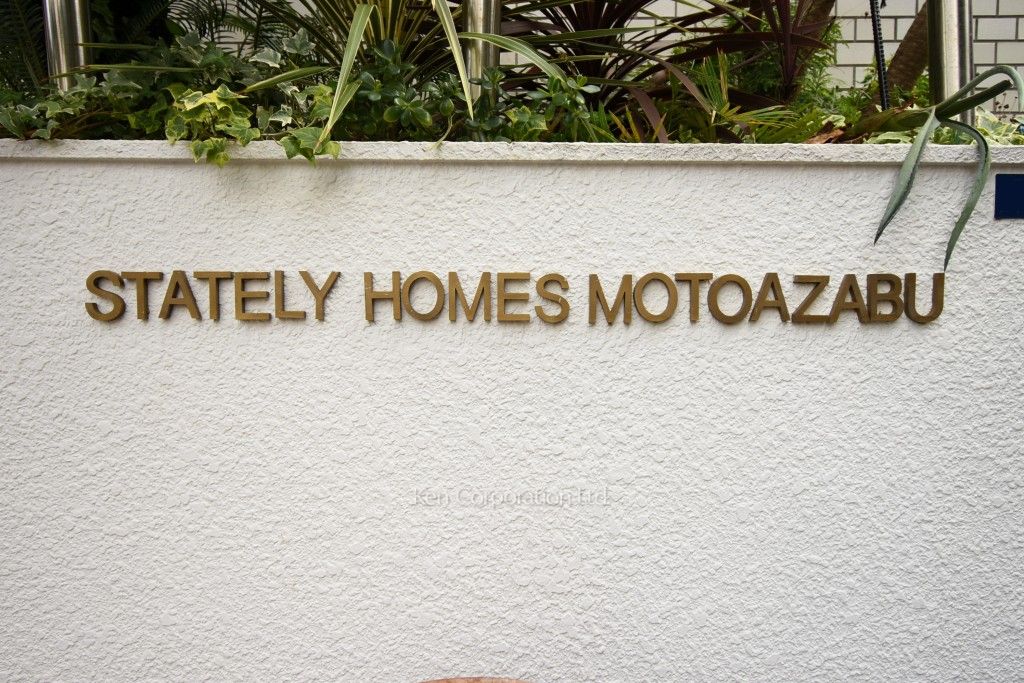 STATELY HOMES MOTOAZABU
Ken Corporation Ltd.